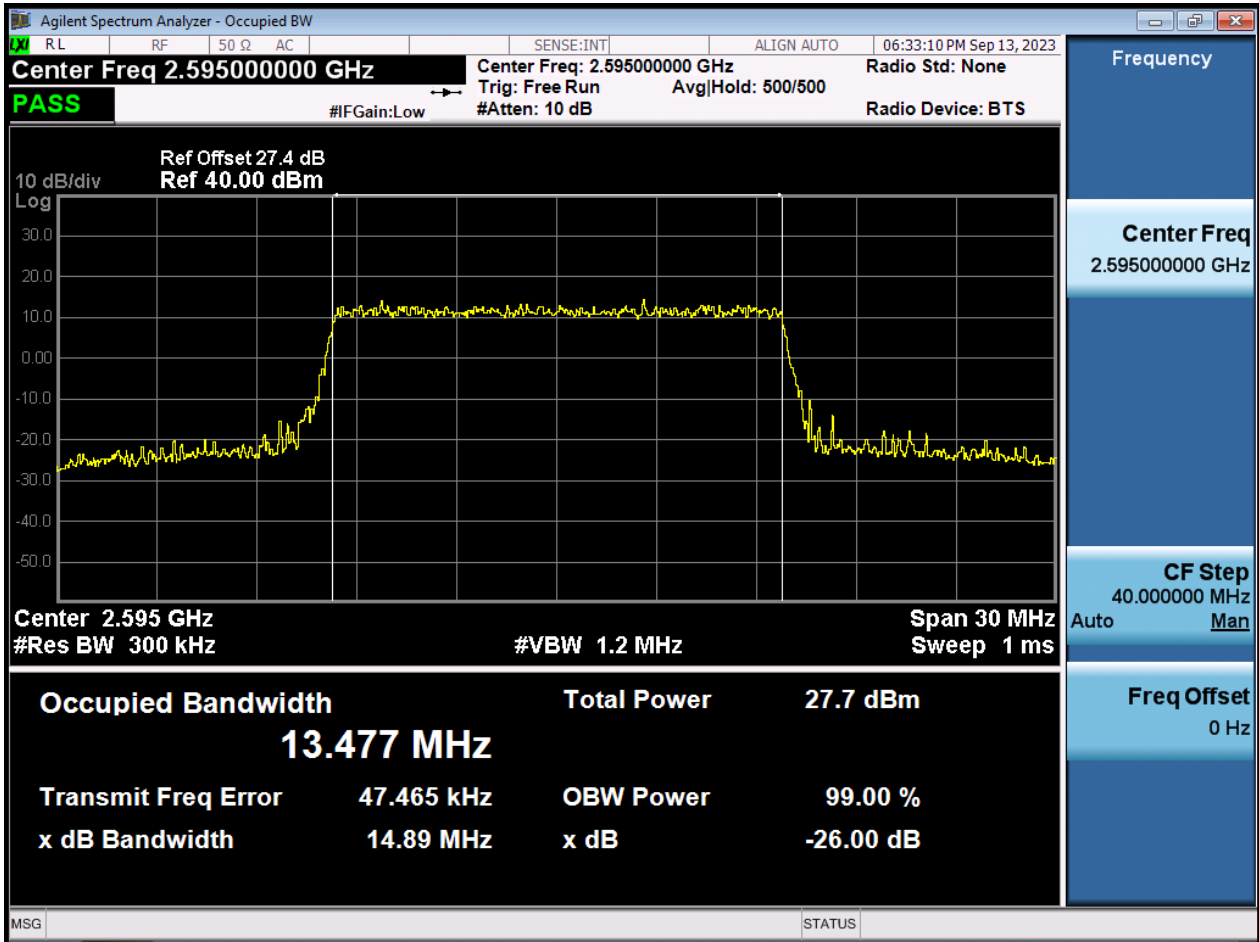 Agilent Spectrum Analyzer - Occupied BW
LXI RL RF 50 Ω AC SENSE:INT ALIGN AUTO 06:33:10 PM Sep 13, 2023
Center Freq 2.595000000 GHz
PASS
#IFGain:Low
Center Freq: 2.595000000 GHz
Trig: Free Run Avg|Hold: 500/500
#Atten: 10 dB
Radio Std: None
Radio Device: BTS
Ref Offset 27.4 dB
10 dB/div Ref 40.00 dBm
Log
30.0
20.0
10.0
0.00
-10.0
-20.0
-30.0
-40.0
-50.0
Center 2.595 GHz Span 30 MHz
#Res BW 300 kHz #VBW 1.2 MHz Sweep 1 ms
Occupied Bandwidth Total Power 27.7 dBm
13.477 MHz
Transmit Freq Error 47.465 kHz OBW Power 99.00 %
x dB Bandwidth 14.89 MHz x dB -26.00 dB
MSG STATUS
Frequency
Center Freq
2.595000000 GHz
CF Step
40.000000 MHz
Auto Man
Freq Offset
0 Hz